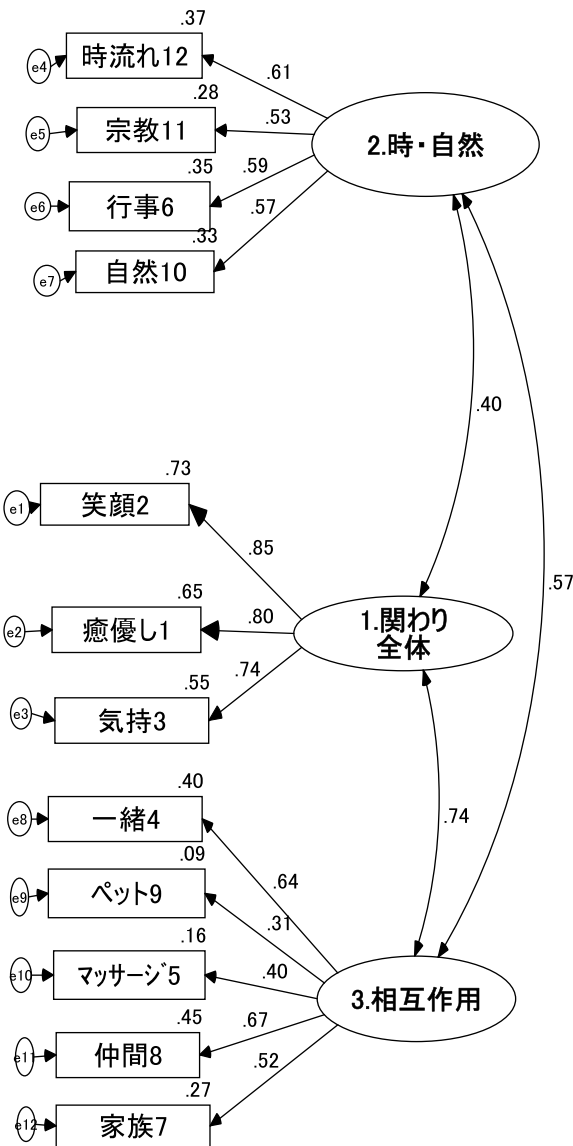 .37
e4
時流れ12
.61
.28
e5
宗教11
.53
2.時・自然
.35
e6
行事6
.59
.57
.33
e7
自然10
.40
.57
.73
e1
笑顔2
.85
.65
e2
癒優し1
.80
1.関わり
全体
.74
.55
e3
気持3
.40
e8
一緒4
.74
.64
.09
e9
ペット9
.31
.16
e10
マッサージ5
.40
3.相互作用
.45
.67
e11
仲間8
.52
.27
e12
家族7